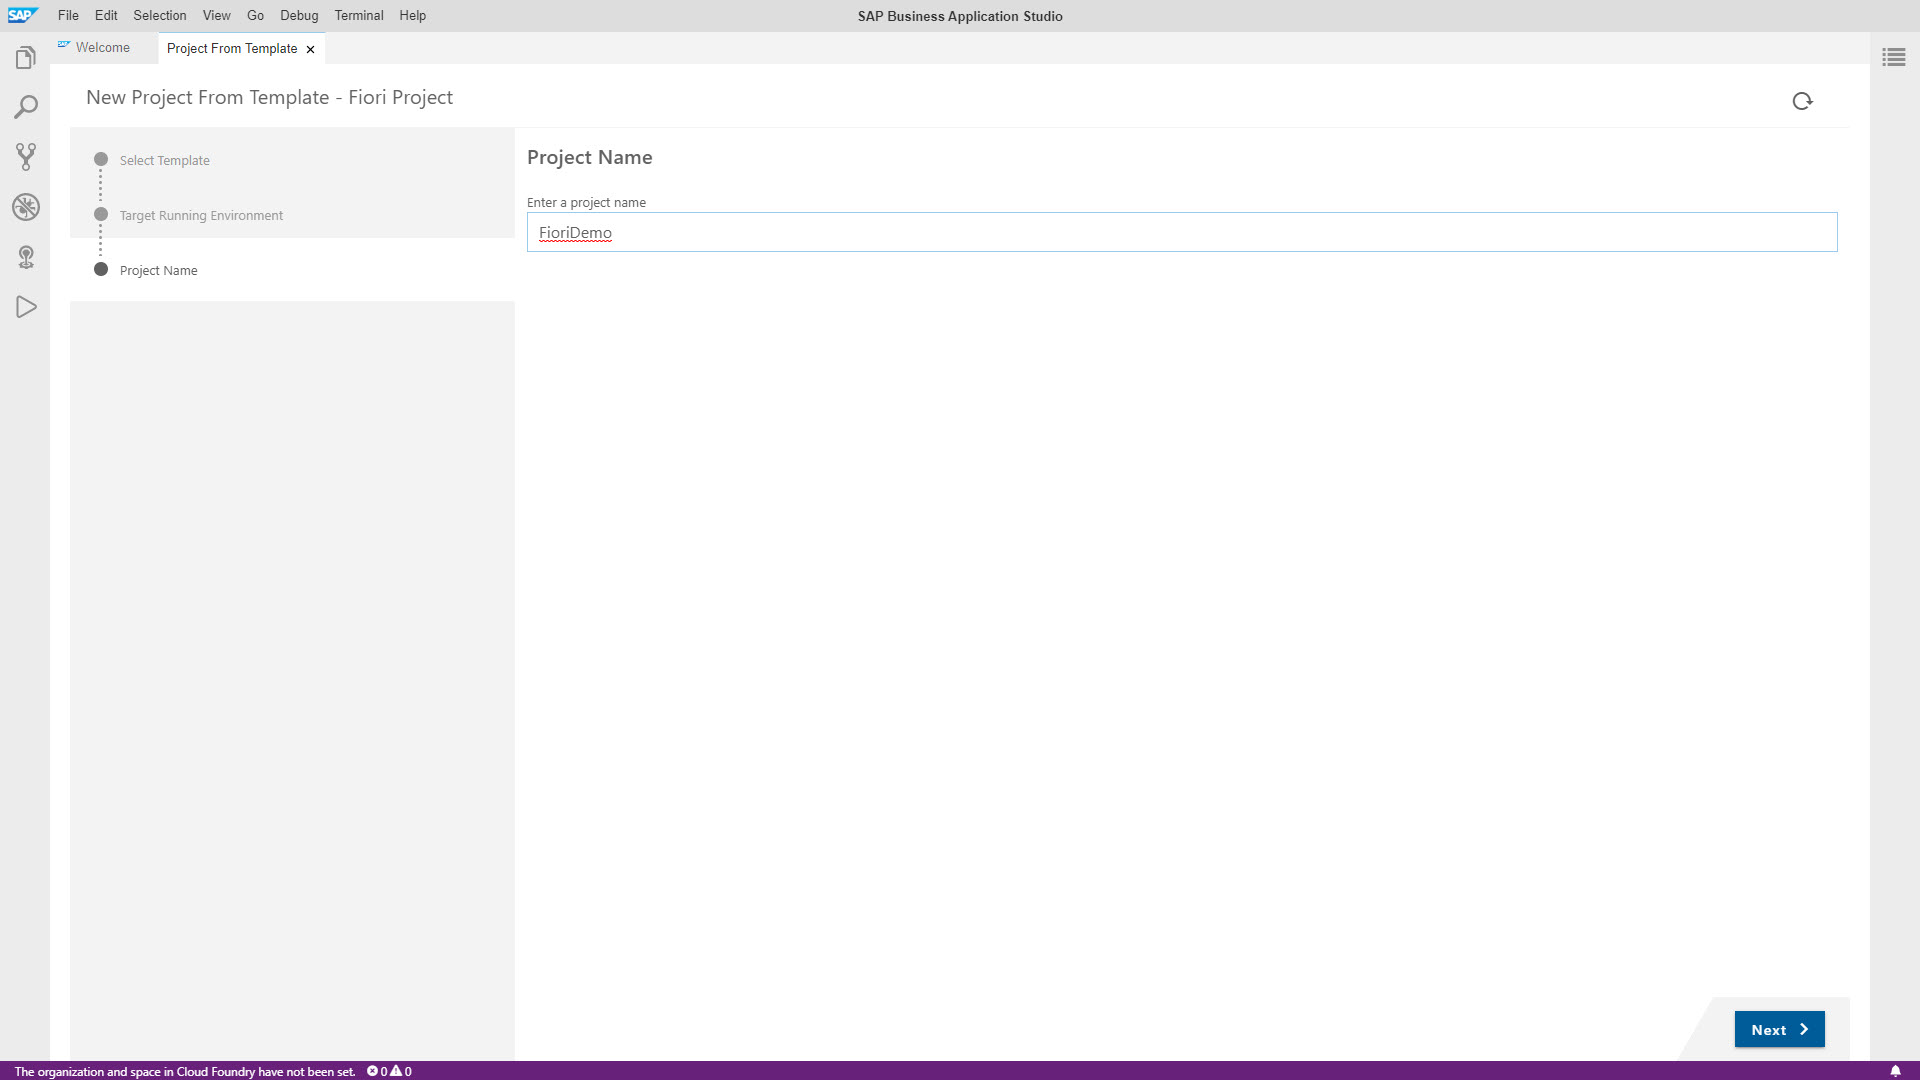 SAP File Edit Selection View Go Debug Terminal Help SAP Business Application Studio
SAP Welcome Project From Template
New Project From Template - Fiori Project
Select Template
Target Running Environment
Project Name
Project Name
Enter a project name
FioriDemo
Next
The organization and space in Cloud Foundry have not been set. 0 0